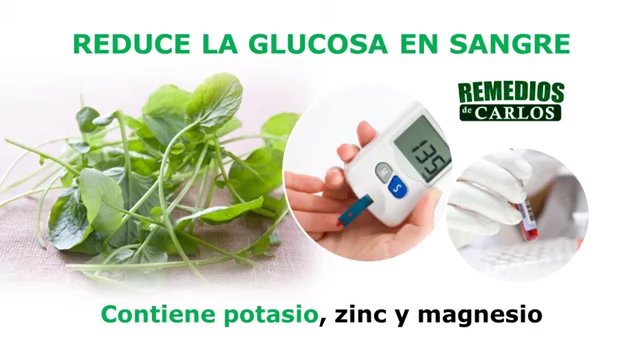 REDUCE LA GLUCOSA EN SANGRE
REMEDIOS
de CARLOS
135
M
S
Contiene potasio, zinc y magnesio